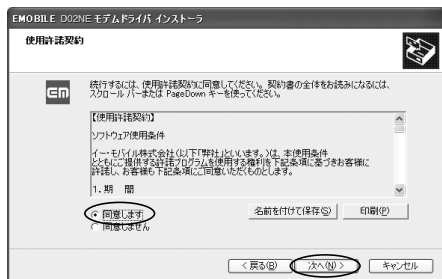 EMOBILE D02NE モデムドライバ インストーラ
使用許諾契約
続行するには、使用許諾契約に同意してください。契約書の全体をお読みになるには、
スクロール バーまたは PageDown キーを使ってください。
【使用許諾契約】
ソフトウェア使用条件
イー・モバイル株式会社(以下「弊社」といいます。)は、本使用条件
とともにご提供する許諾プログラムを使用する権利を下記条項に基づきお客様に
許諾し、お客様も下記条項にご同意いただくものとします。
1. 期 間
同意します
同意しません
名前を付けて保存(S) 印刷(P)
< 戻る(B) 次へ(N) > キャンセル